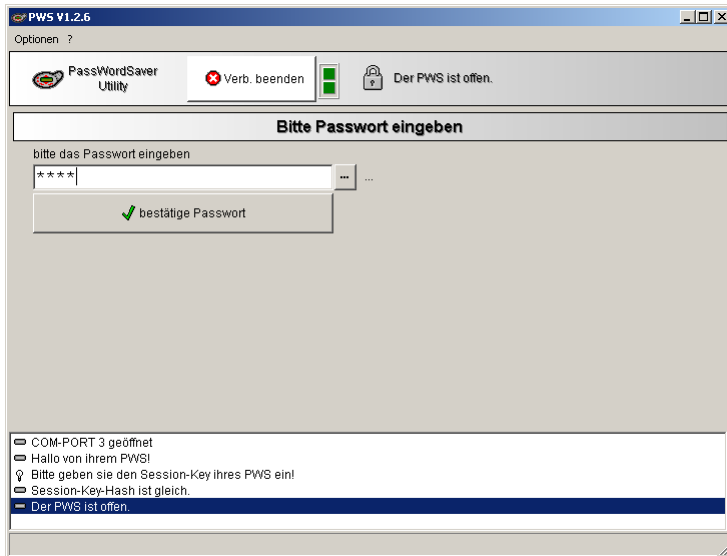 PWS V1.2.6
Optionen ?
PassWordSaver
Utility
Verb. beenden
Der PWS ist offen.
Bitte Passwort eingeben
bitte das Passwort eingeben
****
... ...
bestätige Passwort
COM-PORT 3 geöffnet
Hallo von ihrem PWS!
Bitte geben sie den Session-Key ihres PWS ein!
Session-Key-Hash ist gleich.
Der PWS ist offen.